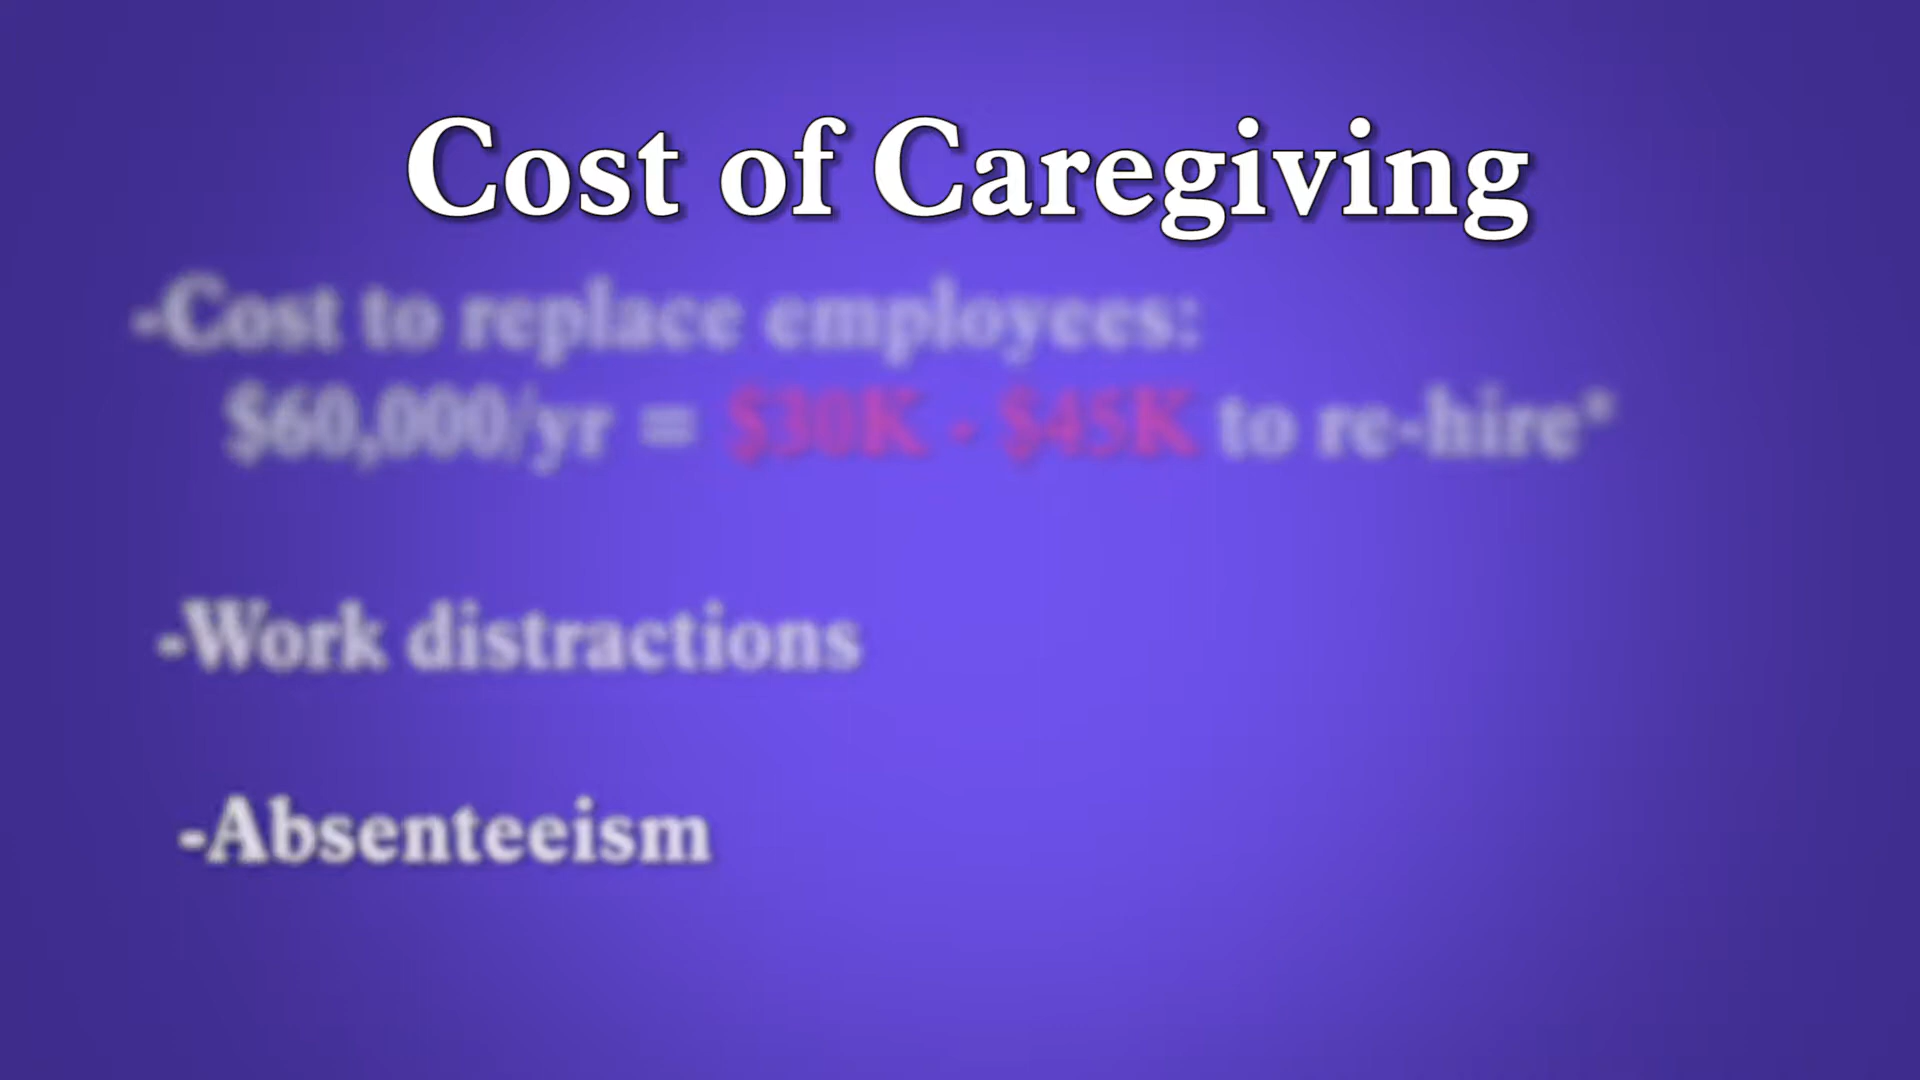 Cost of Caregiving
-Cost to replace employees:
$60,000/yr = $30K - $45K to re-hire*
-Work distractions
-Absenteeism